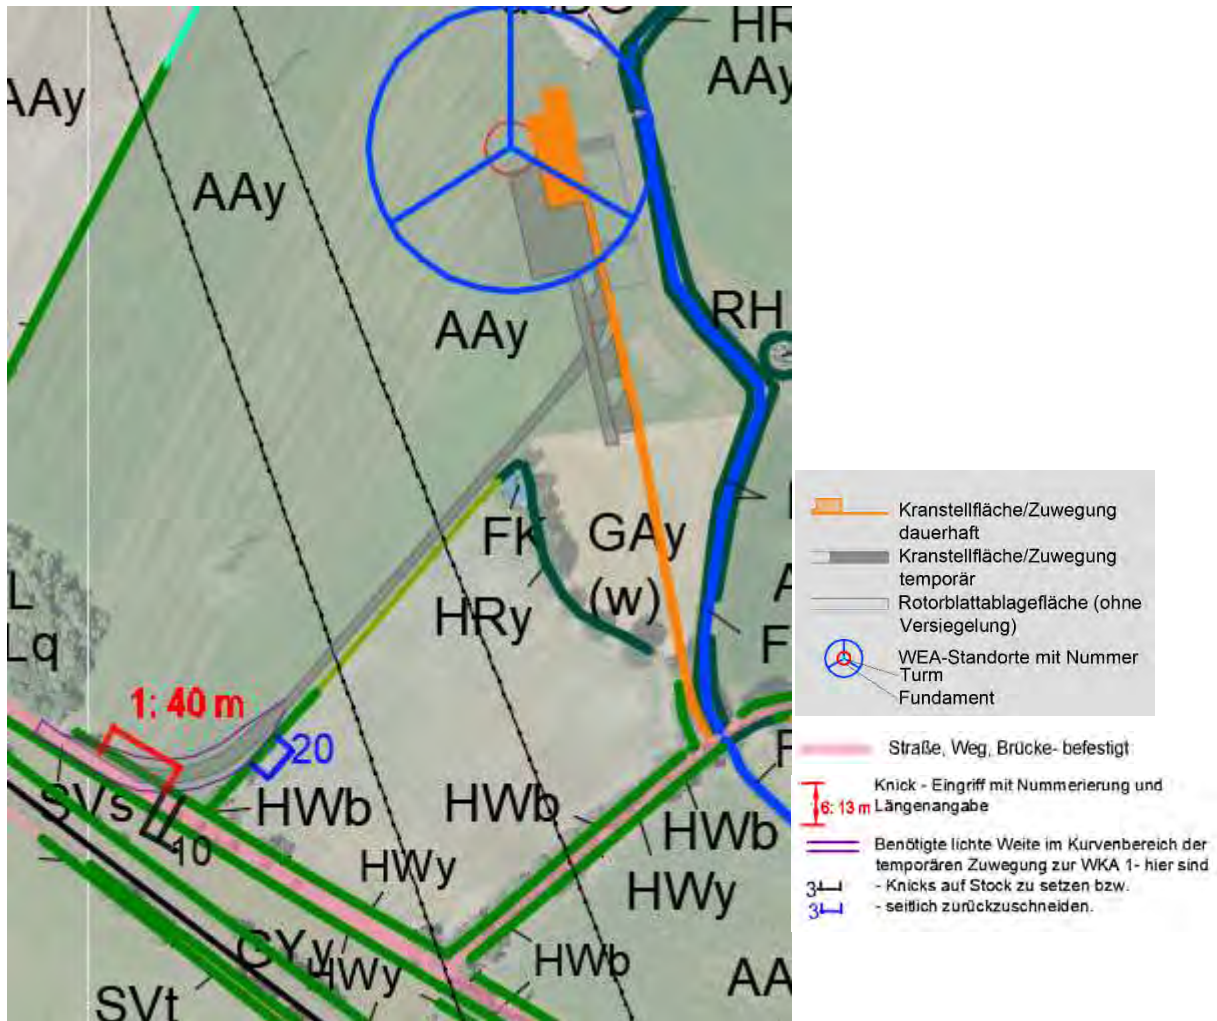 HR
AAy
AAy
AAy
AAy
RH
FK
GAy
(w)
HRy
L
Lq
F
1: 40 m
20
SVs
10
HWb
HWb
HWb
HWy
HWy
GYy
HWy
HWb
SVt
AA
Kranstellfläche/Zuwegung
dauerhaft
Kranstellfläche/Zuwegung
temporär
Rotorblattablagefläche (ohne
Versiegelung)
WEA-Standorte mit Nummer
Turm
Fundament
Straße, Weg, Brücke- befestigt
Knick - Eingriff mit Nummerierung und
6: 13 m Längenangabe
Benötigte lichte Weite im Kurvenbereich der
temporären Zuwegung zur WKA 1- hier sind
3 - Knicks auf Stock zu setzen bzw.
3 - seitlich zurückzuschneiden.